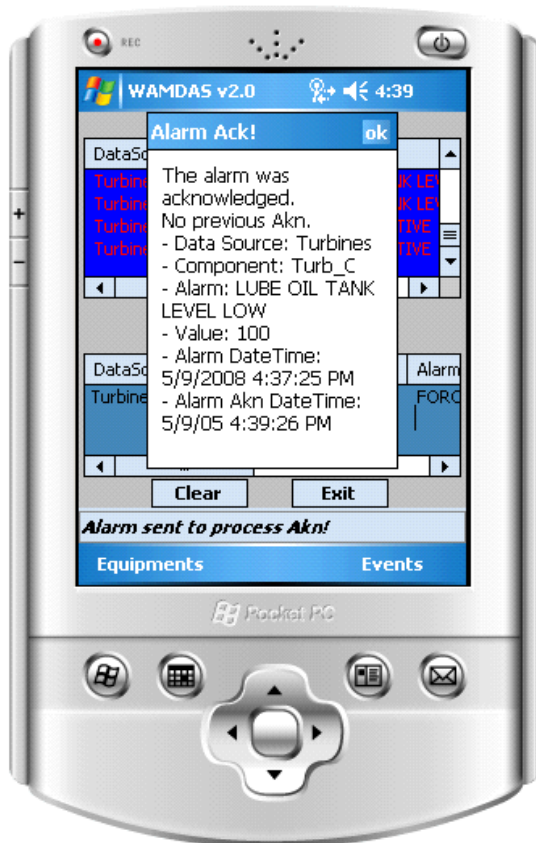 REC
WAMDAS v2.0 4:39
Alarm Ack! ok
DataSo
Turbine K LEV
Turbine K LEV
Turbine TIVE
Turbine TIVE
The alarm was
acknowledged.
No previous Akn.
- Data Source: Turbines
- Component: Turb_C
- Alarm: LUBE OIL TANK
LEVEL LOW
- Value: 100
- Alarm DateTime:
5/9/2008 4:37:25 PM
- Alarm Akn DateTime:
5/9/05 4:39:26 PM
DataSo Alarm
Turbine FORC
Clear Exit
Alarm sent to process Akn!
Equipments Events
Pocket PC
+
-